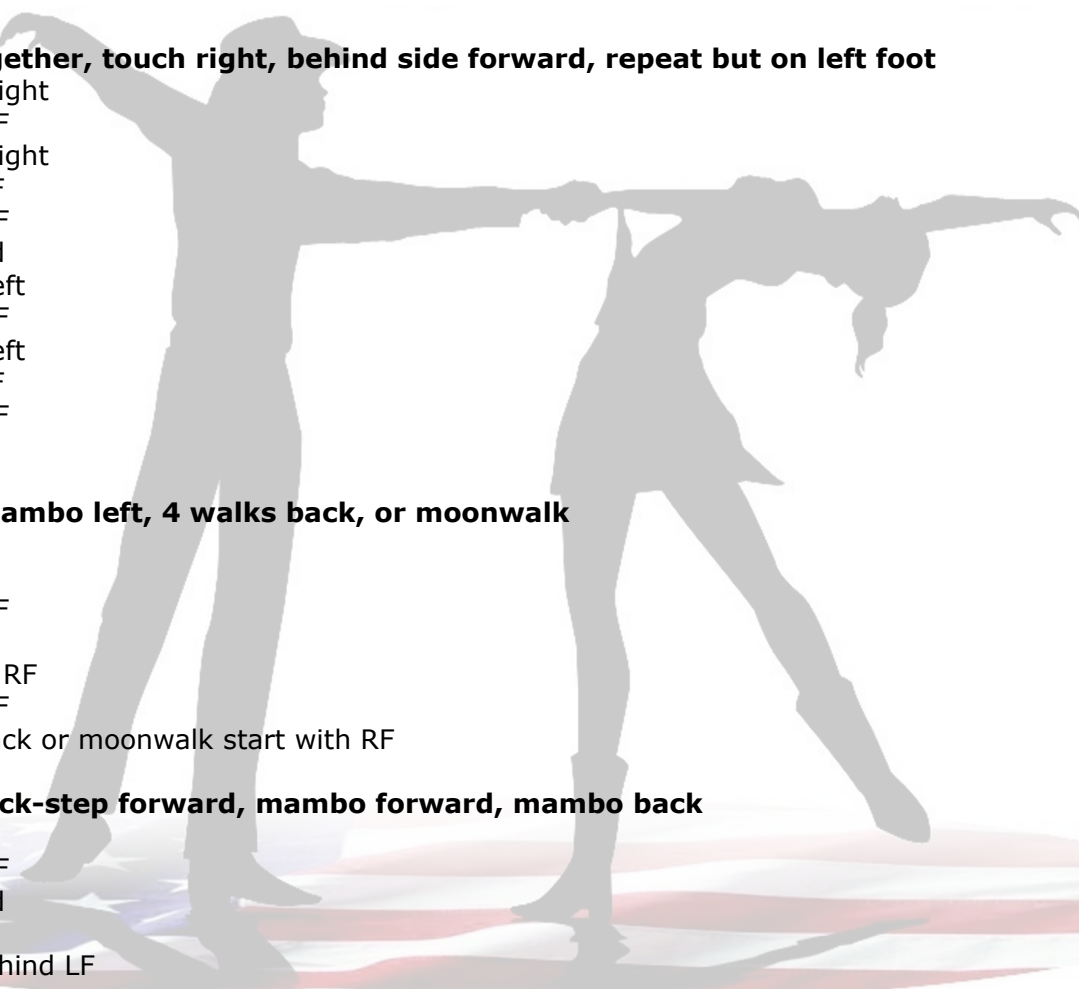 gether, touch right, behind side forward, repeat but on left foot
ight
F
ight
F
F
d
eft
F
eft
F
F
ambo left, 4 walks back, or moonwalk
F
RF
F
ck or moonwalk start with RF
ck-step forward, mambo forward, mambo back
F
d
hind LF